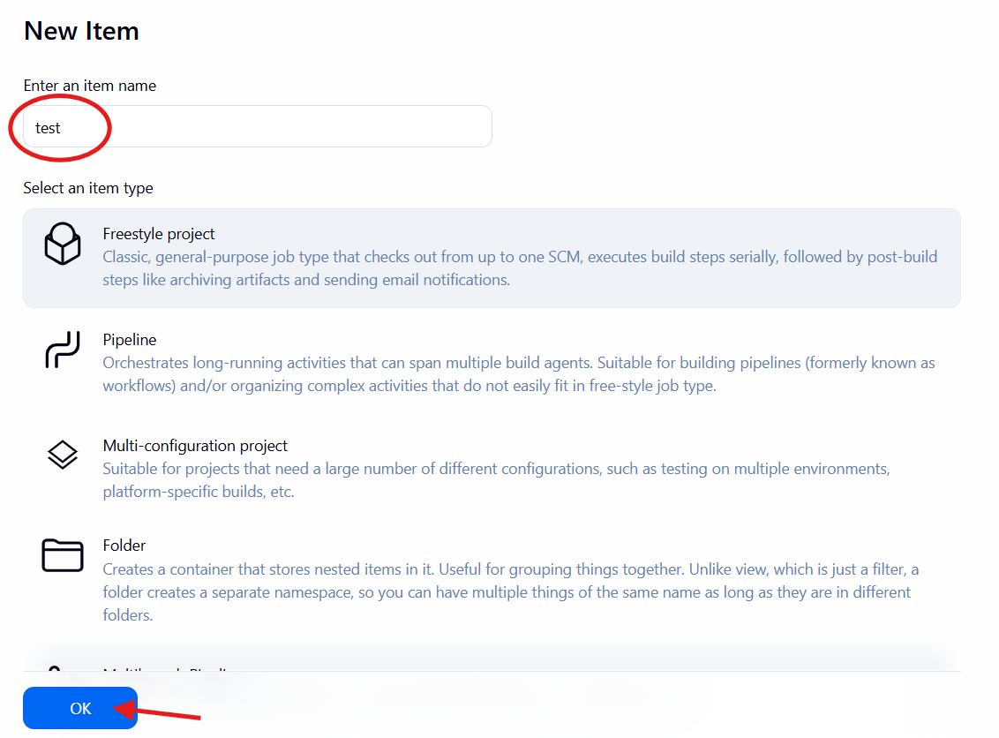 New Item
Enter an item name
test
Select an item type
Freestyle project
Classic, general-purpose job type that checks out from up to one SCM, executes build steps serially, followed by post-build
steps like archiving artifacts and sending email notifications.
Pipeline
Orchestrates long-running activities that can span multiple build agents. Suitable for building pipelines (formerly known as
workflows) and/or organizing complex activities that do not easily fit in free-style job type.
Multi-configuration project
Suitable for projects that need a large number of different configurations, such as testing on multiple environments,
platform-specific builds, etc.
Folder
Creates a container that stores nested items in it. Useful for grouping things together. Unlike view, which is just a filter, a
folder creates a separate namespace, so you can have multiple things of the same name as long as they are in different
folders.
OK